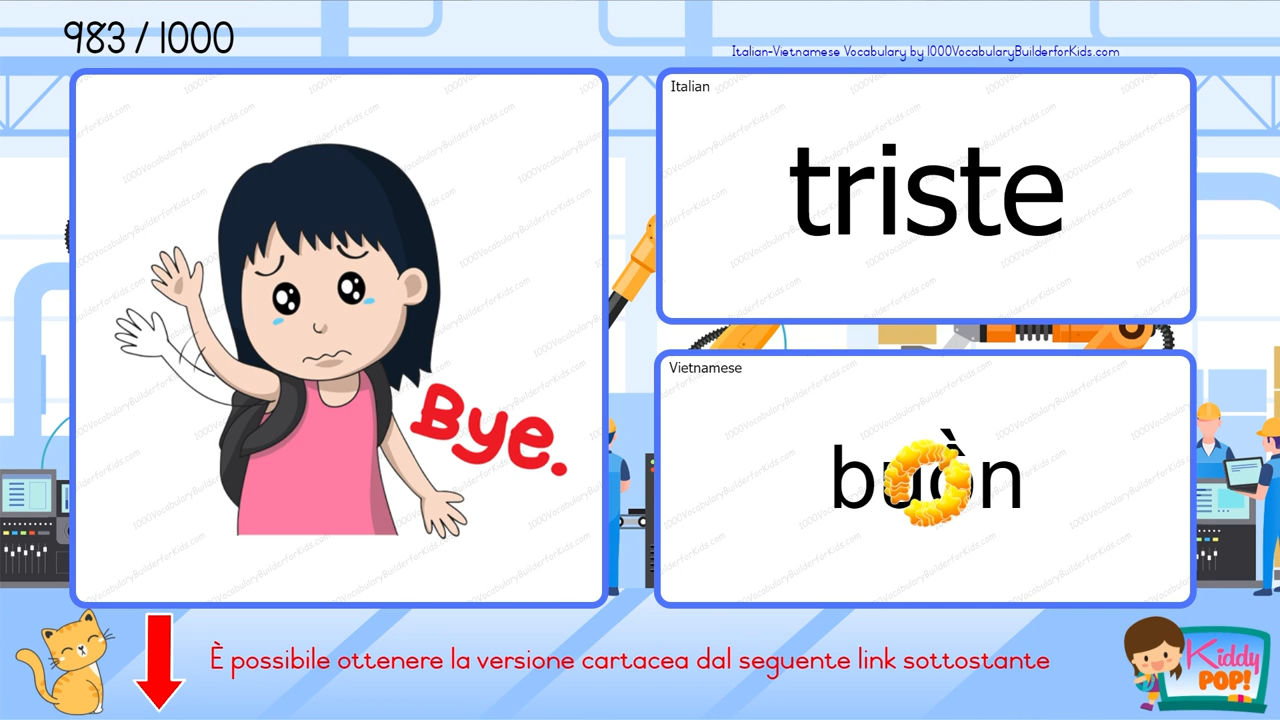 983 / 1000
Italian-Vietnamese Vocabulary by 1000VocabularyBuilderforKids.com
Italian
triste
Bye.
Vietnamese
È possibile ottenere la versione cartacea dal seguente link sottostante
Kiddy
POP!